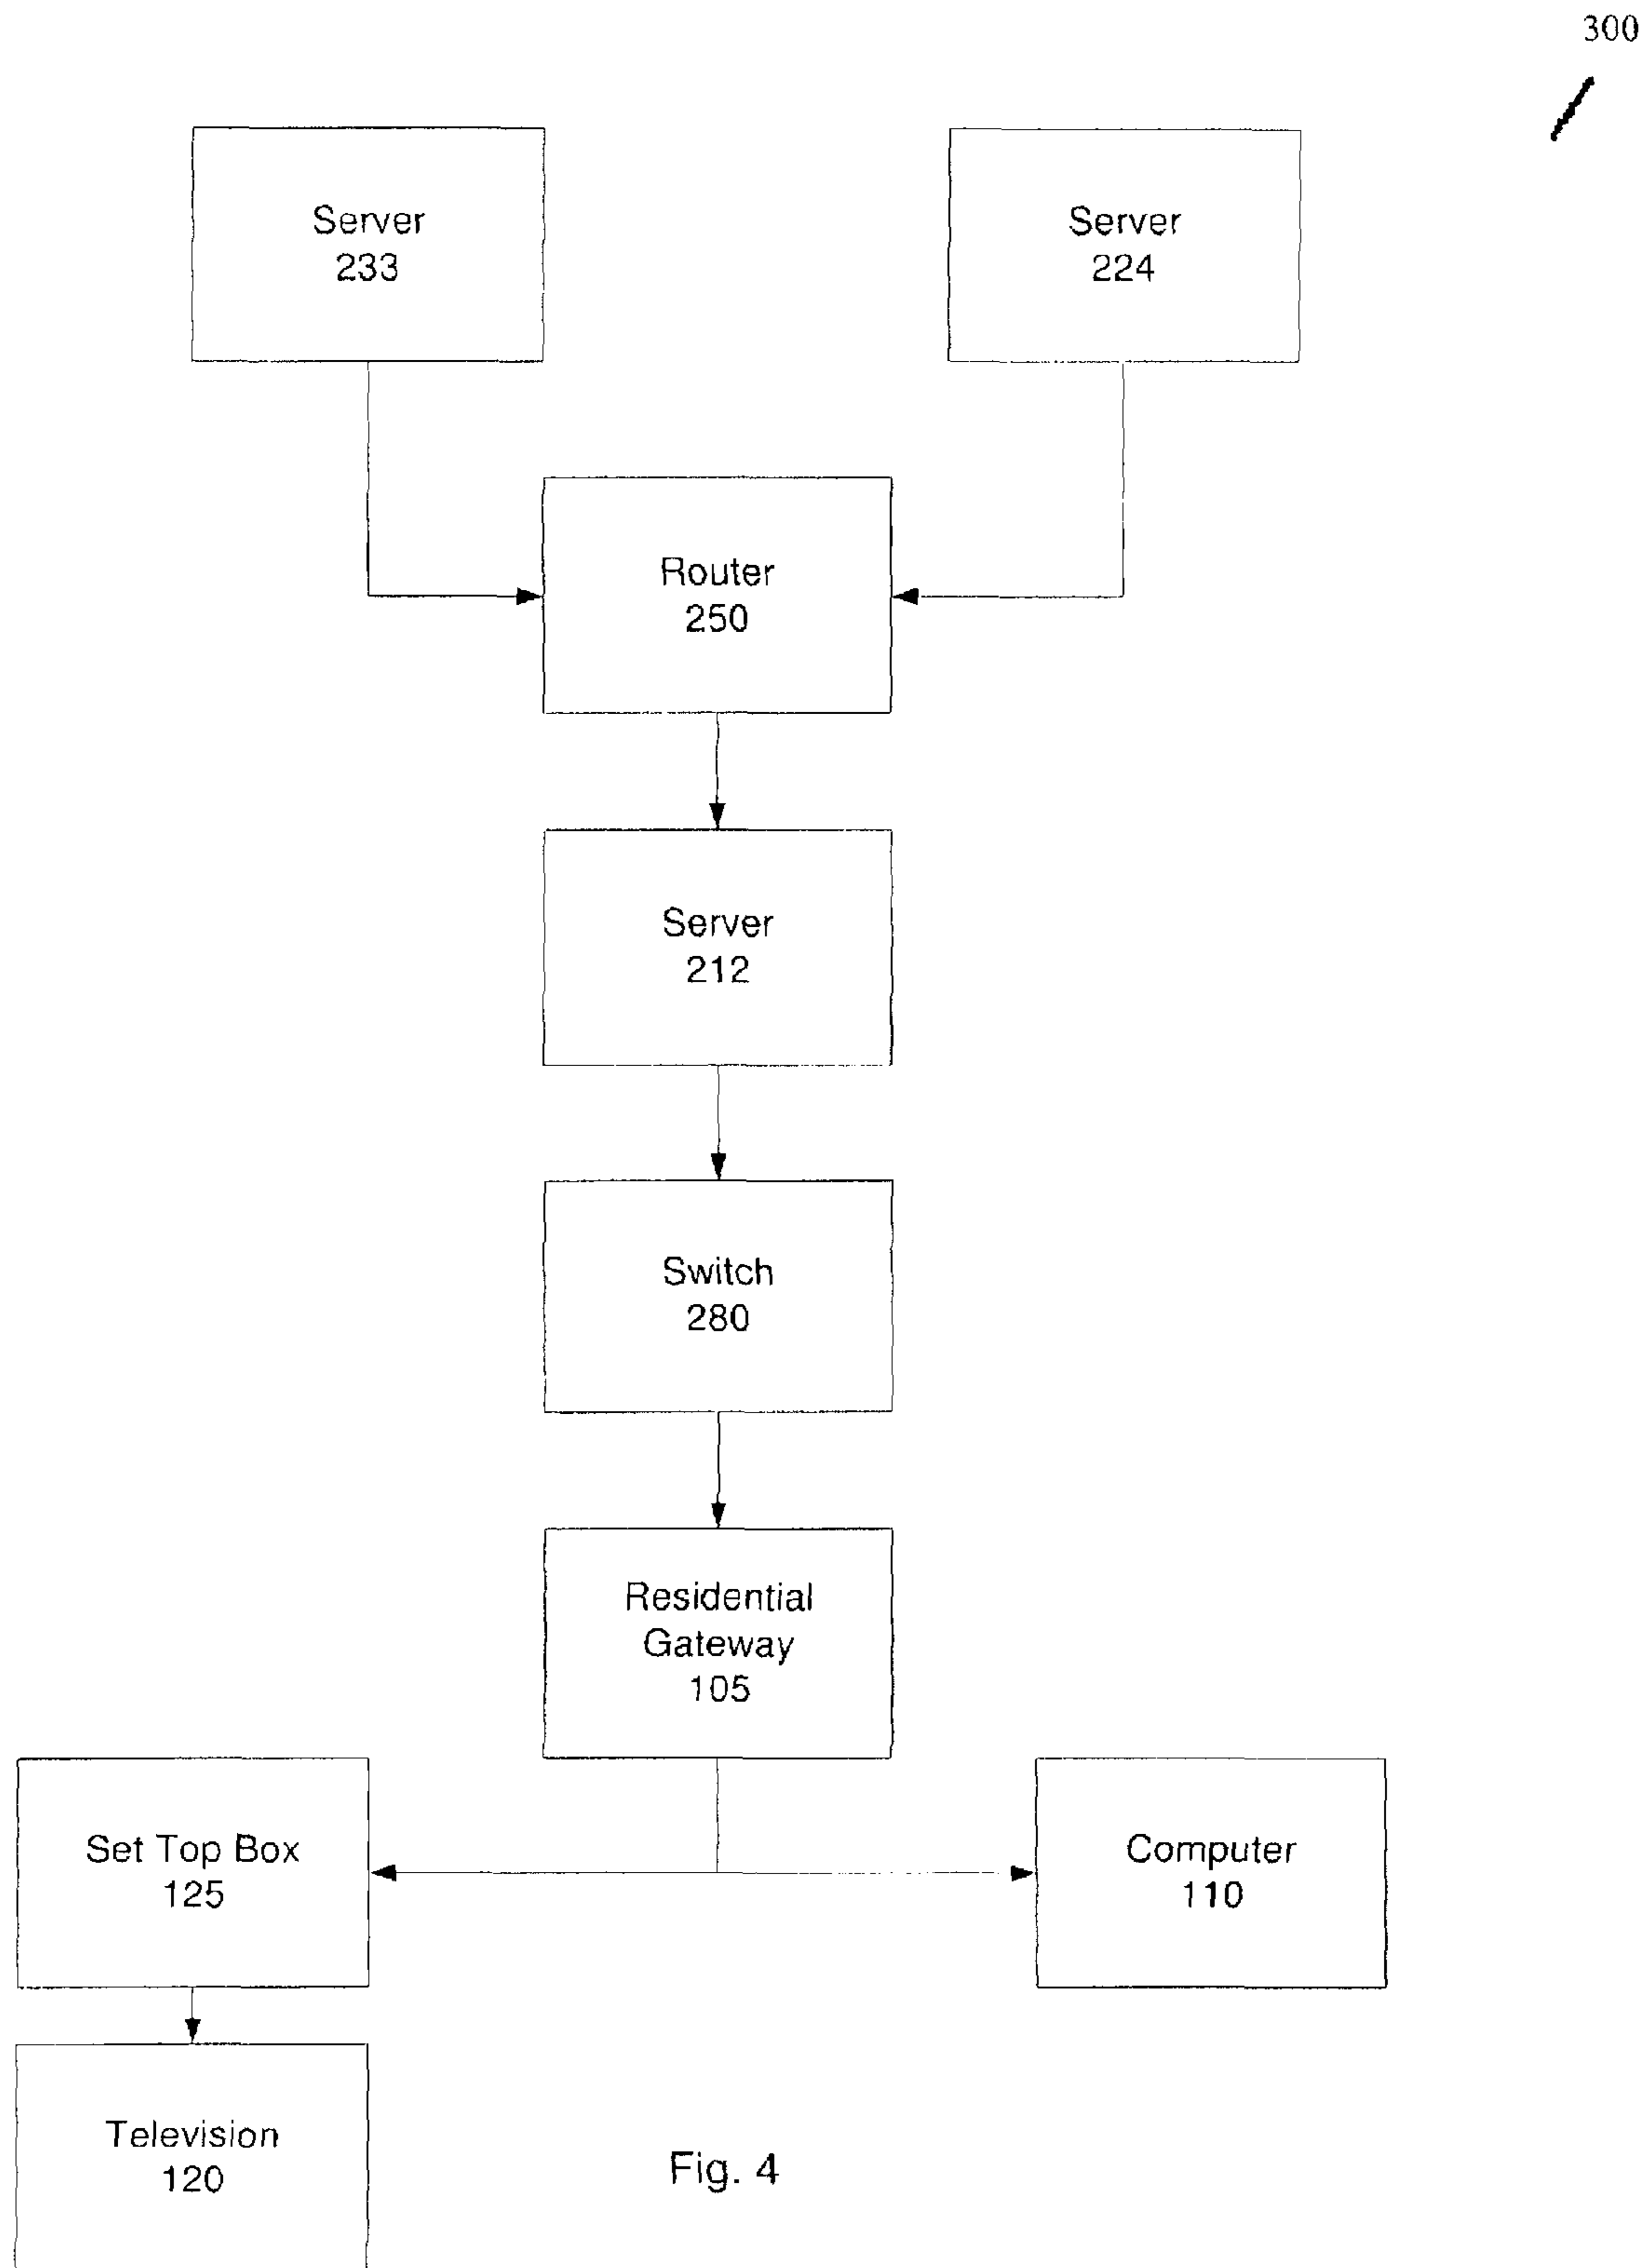 300
Server
233
Server
224
Router
250
Server
212
Switch
280
Residential
Gateway
105
Set Top Box
125
Computer
110
Television
120
Fig. 4